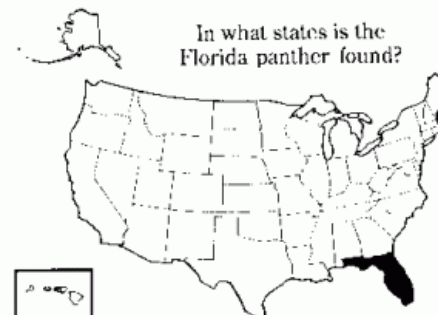 In what states is the
Florida panther found?